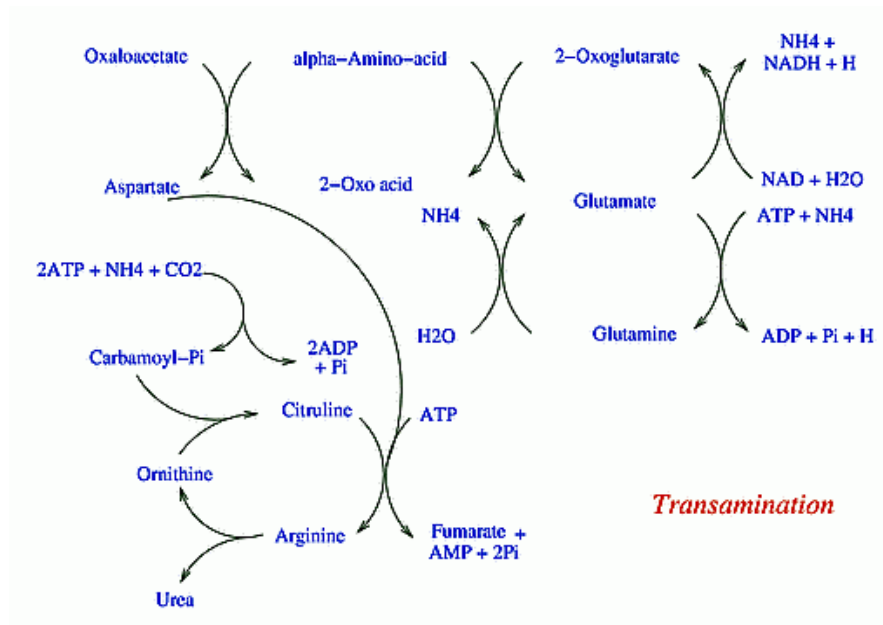 Oxaloacetate
alpha-Amino-acid
2-Oxoglutarate
NH4 +
NADH + H
Aspartate
2-Oxo acid
NH4
Glutamate
NAD + H2O
ATP + NH4
2ATP + NH4 + CO2
H2O
Glutamine
ADP + Pi + H
Carbamoyl-Pi
2ADP
+ Pi
Citruline
ATP
Ornithine
Transamination
Arginine
Fumarate +
AMP + 2Pi
Urea